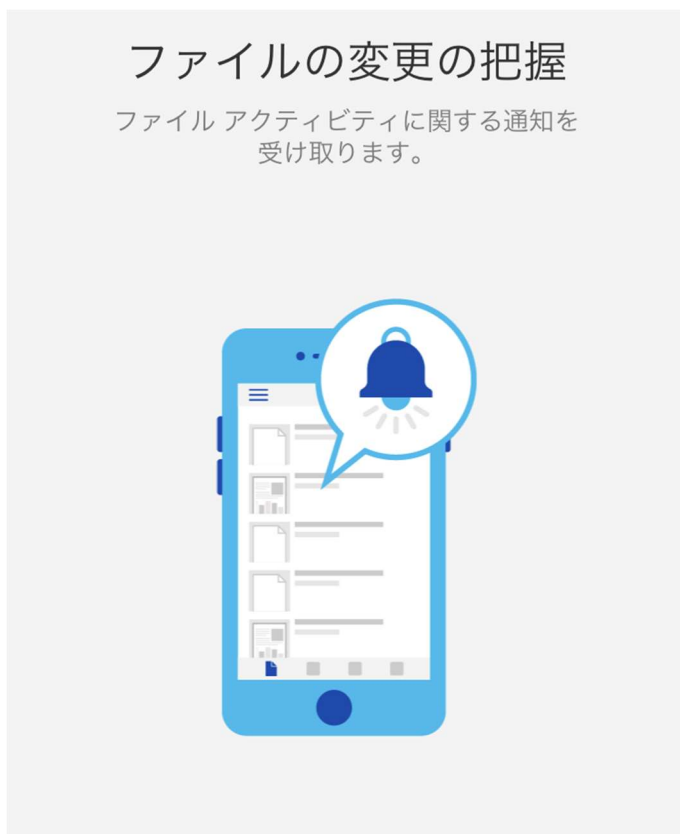 ファイルの変更の把握
ファイル アクティビティに関する通知を
受け取ります。